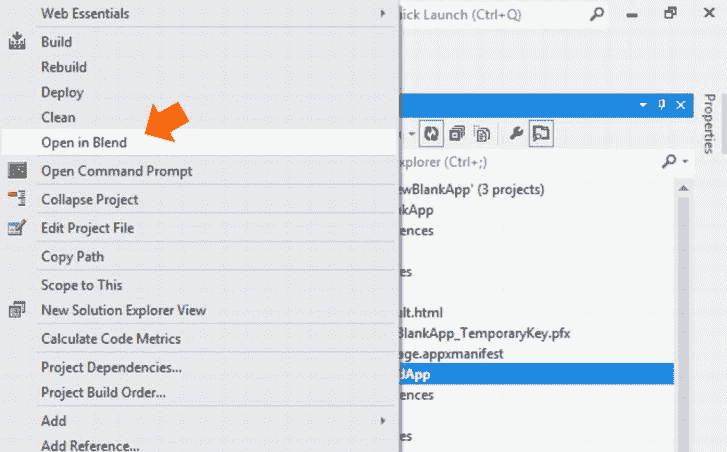 Web Essentials
Build
Rebuild
Deploy
Clean
Open in Blend
Open Command Prompt
Collapse Project
Edit Project File
Copy Path
Scope to This
New Solution Explorer View
Calculate Code Metrics
Project Dependencies...
Project Build Order...
Add
Add Reference...
ick Launch (Ctrl+Q)
Properties
xplorer (Ctrl+;)
ewBlankApp' (3 projects)
nkApp
ences
es
ult.html
BlankApp_TemporaryKey.pfx
age.appxmanifest
dApp
ences
es